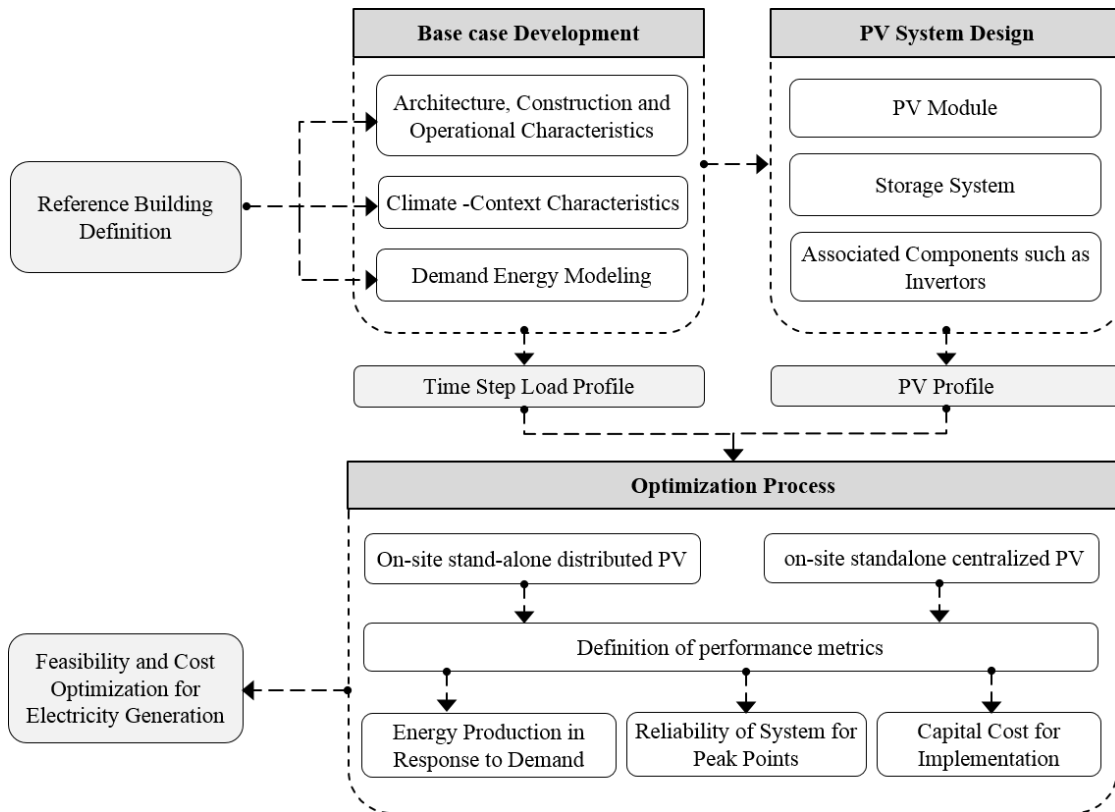 Base case Development
PV System Design
Architecture, Construction and
Operational Characteristics
PV Module
Reference Building
Definition
Climate -Context Characteristics
Storage System
Demand Energy Modeling
Associated Components such as
Invertors
Time Step Load Profile
PV Profile
Optimization Process
On-site stand-alone distributed PV
on-site standalone centralized PV
Definition of performance metrics
Feasibility and Cost
Optimization for
Electricity Generation
Energy Production in
Response to Demand
Reliability of System for
Peak Points
Capital Cost for
Implementation